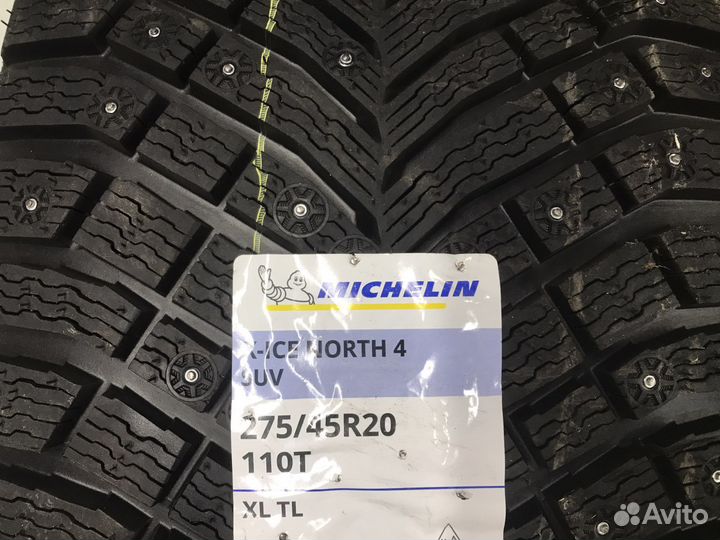 MICHELIN
X-ICE NORTH 4
SUV
275/45R20
110T
XL TL
Avito